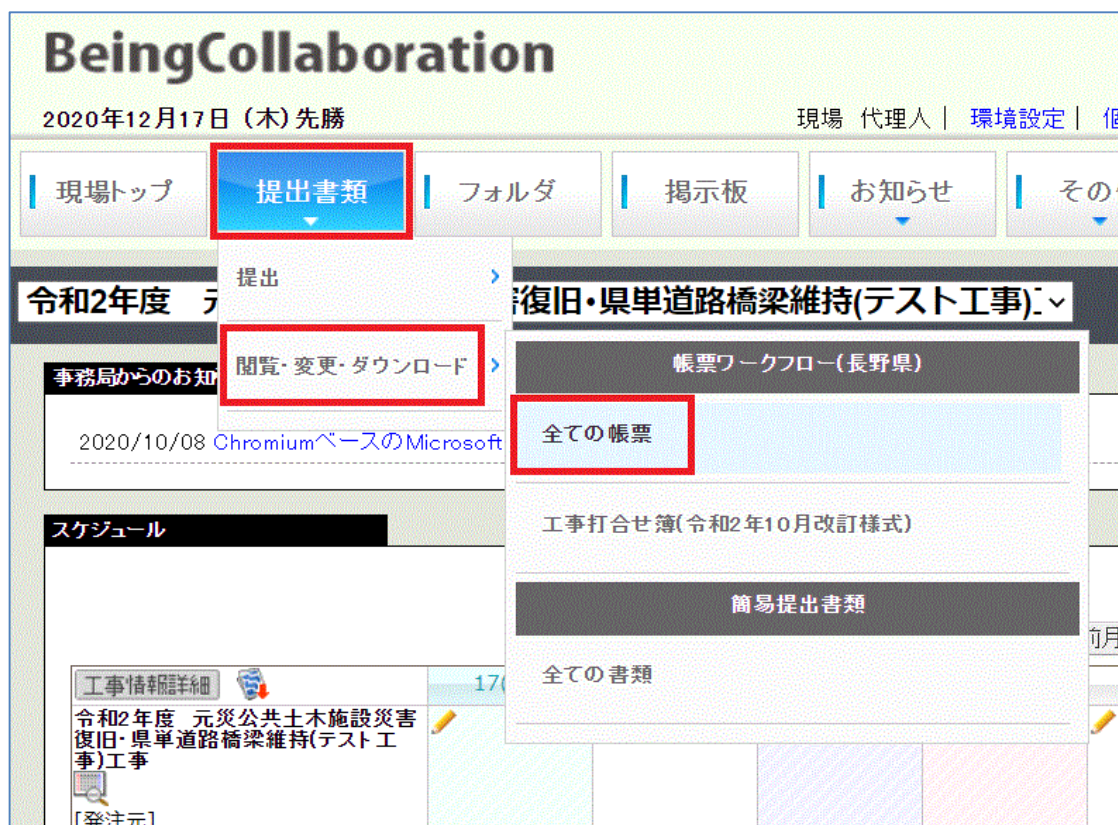 BeingCollaboration
2020年12月17日 (木)先勝
現場 代理人｜ 環境設定｜
現場トップ 提出書類 フォルダ 掲示板 お知らせ その
提出
令和2年度
害復旧・県単道路橋梁維持(テスト工事)
閲覧・変更・ダウンロード
帳票ワークフロー(長野県)
事務局からのお知
全ての帳票
2020/10/08 ChromiumベースのMicrosoft
工事打合せ簿(令和2年10月改訂様式)
スケジュール
簡易提出書類
前月
全ての書類
工事情報詳細
17(
令和2年度 元災公共土木施設災害
復旧・県単道路橋梁維持(テスト工
事)工事
[発注元]